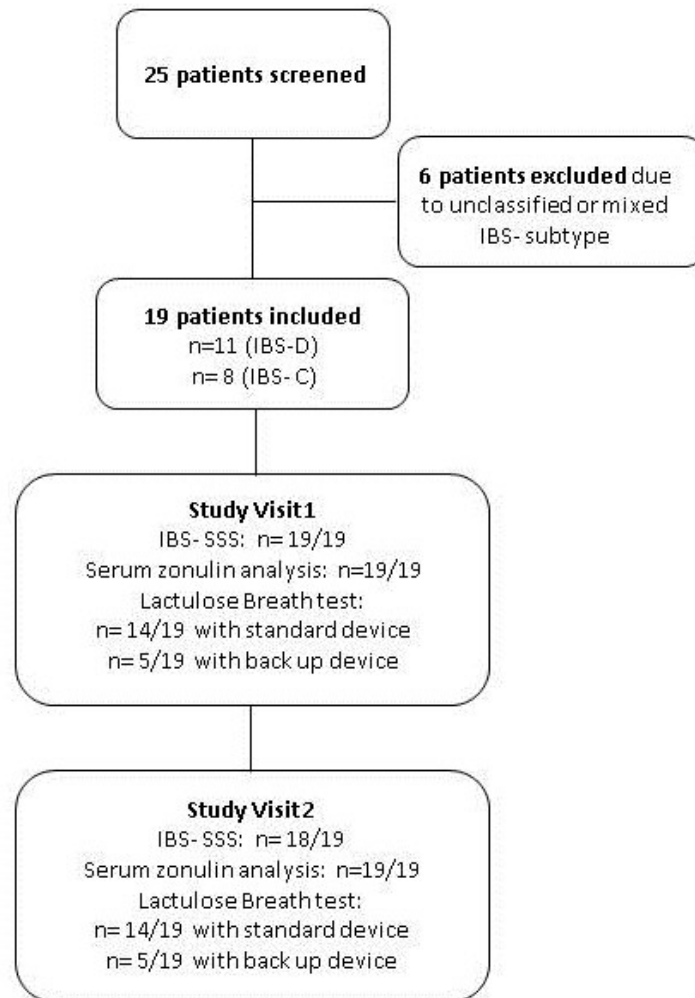 25 patients screened
6 patients excluded due
to unclassified or mixed
IBS- subtype
19 patients included
n=11 (IBS-D)
n= 8 (IBS- C)
Study Visit1
IBS- SSS: n= 19/19
Serum zonulin analysis: n=19/19
Lactulose Breath test:
n= 14/19 with standard device
n= 5/19 with back up device
Study Visit2
IBS- SSS: n= 18/19
Serum zonulin analysis: n=19/19
Lactulose Breath test:
n= 14/19 with standard device
n= 5/19 with back up device